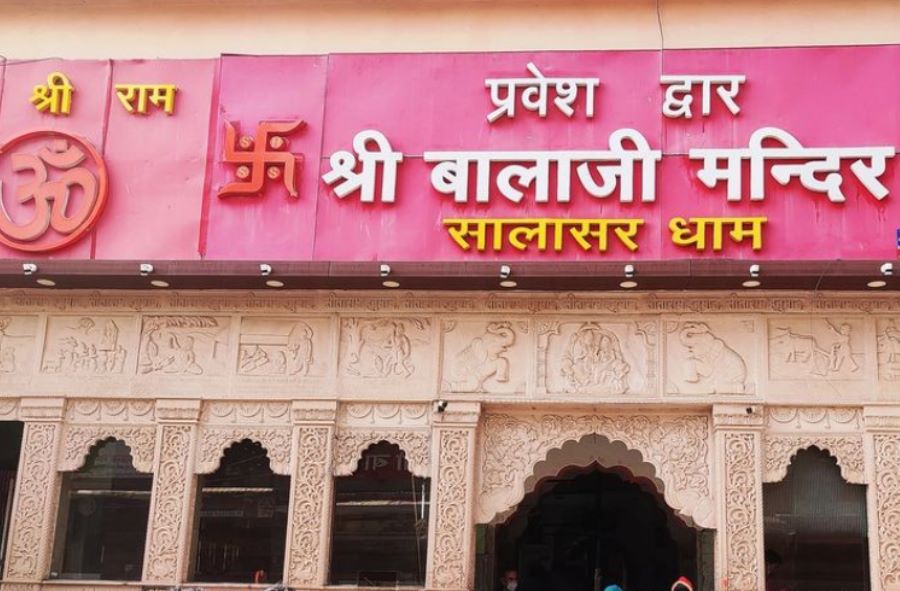 श्री राम
ॐ
प्रवेश द्वार
श्री बालाजी मन्दिर
सालासर धाम